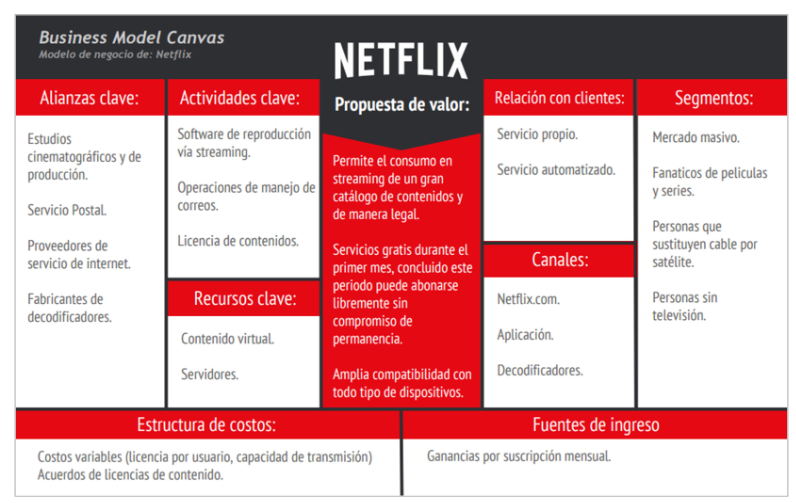 Business Model Canvas
Modelo de negocio de: Netflix
NETFLIX
Alianzas clave:
Estudios
cinematográficos y de
producción.
Servicio Postal.
Proveedores de
servicio de internet.
Fabricantes de
decodificadores.
Actividades clave:
Software de reproducción
vía streaming.
Operaciones de manejo de
correos.
Licencia de contenidos.
Recursos clave:
Contenido virtual.
Servidores.
Propuesta de valor:
Permite el consumo en
streaming de un gran
catálogo de contenidos y
de manera legal.
Servicios gratis durante el
primer mes, concluido este
periodo puede abonarse
libremente sin
compromiso de
permanencia.
Amplia compatibilidad con
todo tipo de dispositivos.
Relación con clientes:
Servicio propio.
Servicio automatizado.
Canales:
Netflix.com.
Aplicación.
Decodificadores.
Segmentos:
Mercado masivo.
Fanaticos de peliculas
y series.
Personas que
sustituyen cable por
satélite.
Personas sin
televisión.
Estructura de costos:
Costos variables (licencia por usuario, capacidad de transmisión)
Acuerdos de licencias de contenido.
Fuentes de ingreso
Ganancias por suscripción mensual.